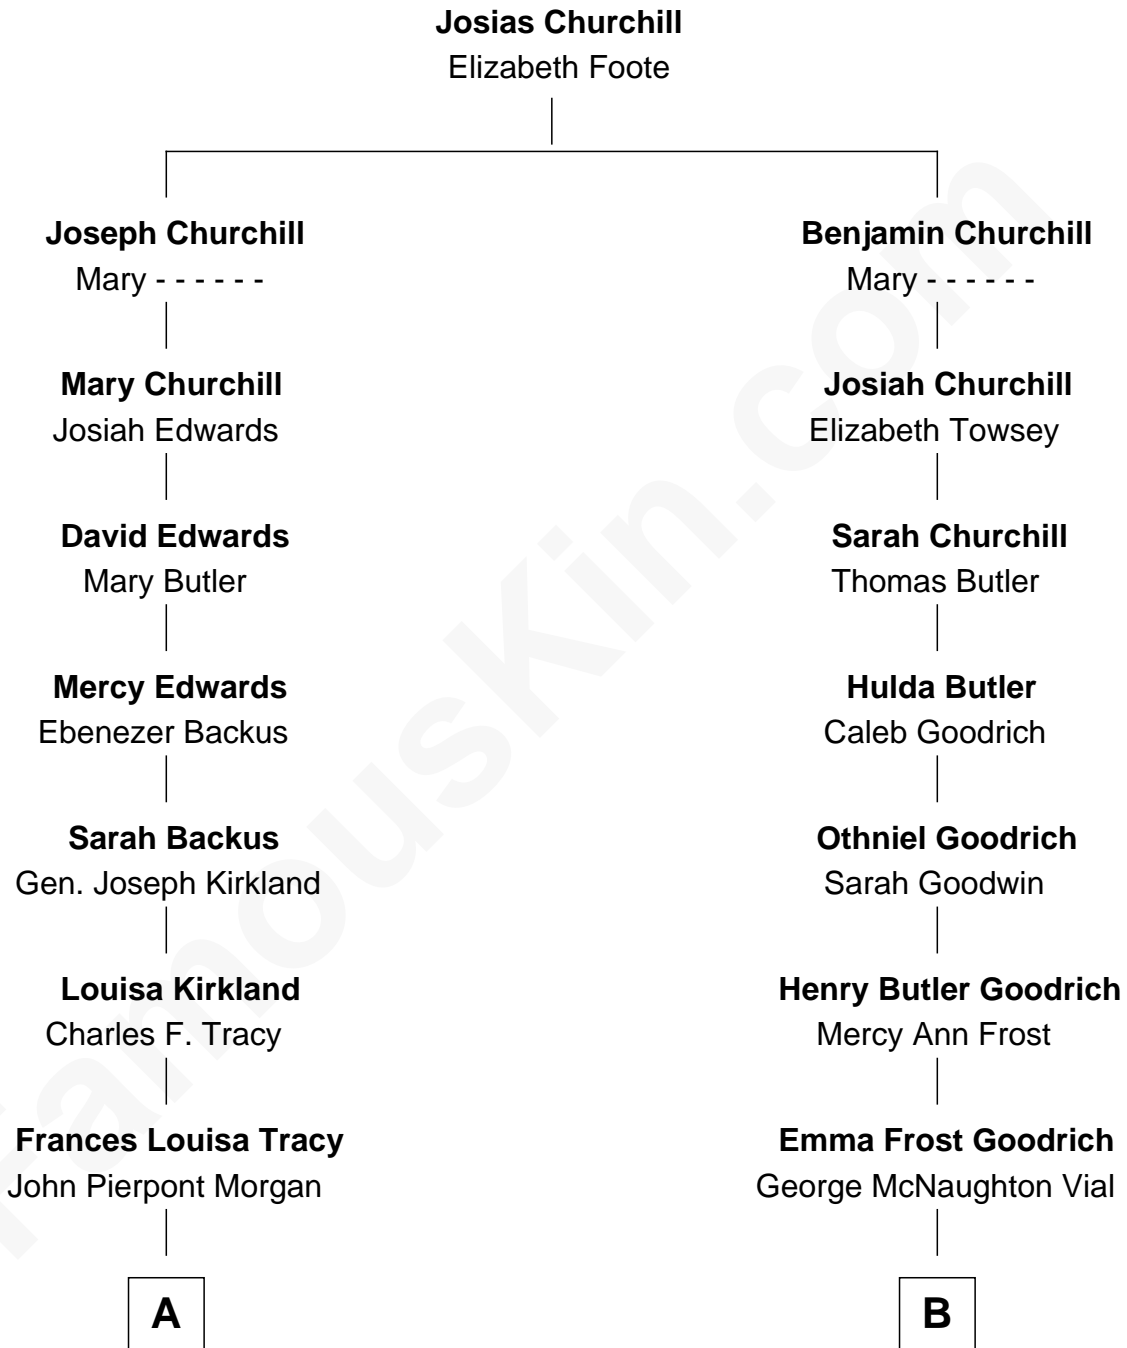 Josias Churchill
Elizabeth Foote
Joseph Churchill
Mary - - - - - -
Benjamin Churchill
Mary - - - - - -
Mary Churchill
Josiah Edwards
Josiah Churchill
Elizabeth Towsey
David Edwards
Mary Butler
Sarah Churchill
Thomas Butler
Mercy Edwards
Ebenezer Backus
Hulda Butler
Caleb Goodrich
Sarah Backus
Gen. Joseph Kirkland
Othniel Goodrich
Sarah Goodwin
Louisa Kirkland
Charles F. Tracy
Henry Butler Goodrich
Mercy Ann Frost
Frances Louisa Tracy
John Pierpont Morgan
Emma Frost Goodrich
George McNaughton Vial
A
B
FamousKin.com